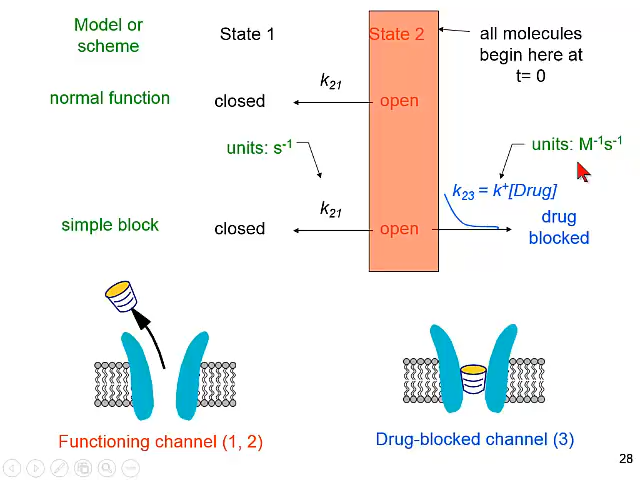 Model or
scheme
State 1
State 2
all molecules
begin here at
t= 0
normal function
closed
k21
open
units: s-1
units: M-1s-1
k23 = k+[Drug]
simple block
closed
k21
open
drug
blocked
Functioning channel (1, 2)
Drug-blocked channel (3)
28